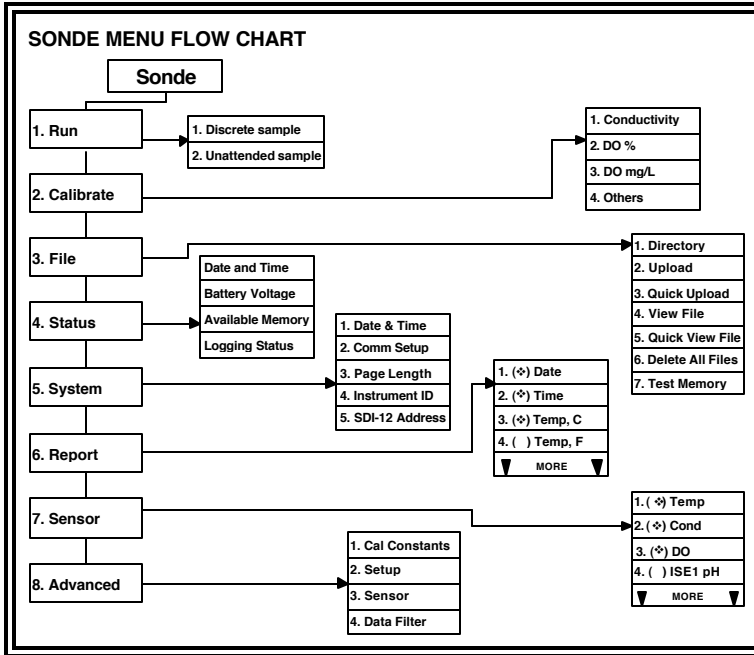 SONDE MENU FLOW CHART
Sonde
1. Run
1. Discrete sample
2. Unattended sample
2. Calibrate
1. Conductivity
2. DO %
3. DO mg/L
4. Others
3. File
1. Directory
2. Upload
3. Quick Upload
4. View File
5. Quick View File
6. Delete All Files
7. Test Memory
4. Status
Date and Time
Battery Voltage
Available Memory
Logging Status
5. System
1. Date & Time
2. Comm Setup
3. Page Length
4. Instrument ID
5. SDI-12 Address
6. Report
1. (❖) Date
2. (❖) Time
3. (❖) Temp, C
4. ( ) Temp, F
MORE
7. Sensor
1. (❖) Temp
2. (❖) Cond
3. (❖) DO
4. ( ) ISE1 pH
MORE
8. Advanced
1. Cal Constants
2. Setup
3. Sensor
4. Data Filter